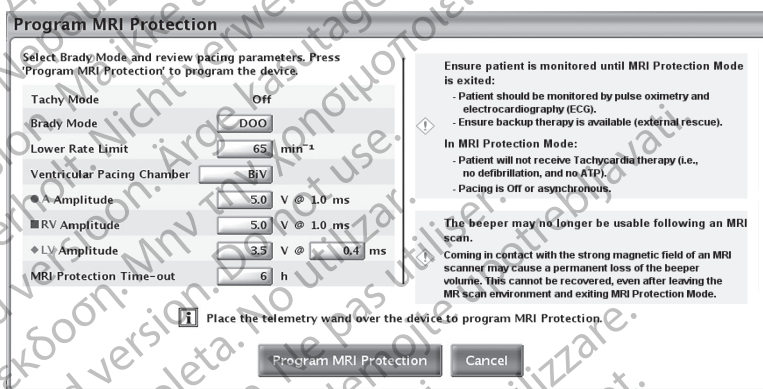 Program MRI Protection
Select Brady Mode and review pacing parameters. Press
'Program MRI Protection' to program the device.
Tachy Mode Off
Brady Mode DOO
Lower Rate Limit 65 min⁻¹
Ventricular Pacing Chamber BiV
A Amplitude 5.0 V @ 1.0 ms
RV Amplitude 5.0 V @ 1.0 ms
LV Amplitude 3.5 V @ 0.4 ms
MRI Protection Time-out 6 h
Ensure patient is monitored until MRI Protection Mode
is exited:
- Patient should be monitored by pulse oximetry and
electrocardiography (ECG).
- Ensure backup therapy is available (external rescue).
In MRI Protection Mode:
- Patient will not receive Tachycardia therapy (i.e.,
no defibrillation, and no ATP).
- Pacing is Off or asynchronous.
The beeper may no longer be usable following an MRI
scan.
Coming in contact with the strong magnetic field of an MRI
scanner may cause a permanent loss of the beeper
volume. This cannot be recovered, even after leaving the
MR scan environment and exiting MRI Protection Mode.
i Place the telemetry wand over the device to program MRI Protection.
Program MRI Protection Cancel